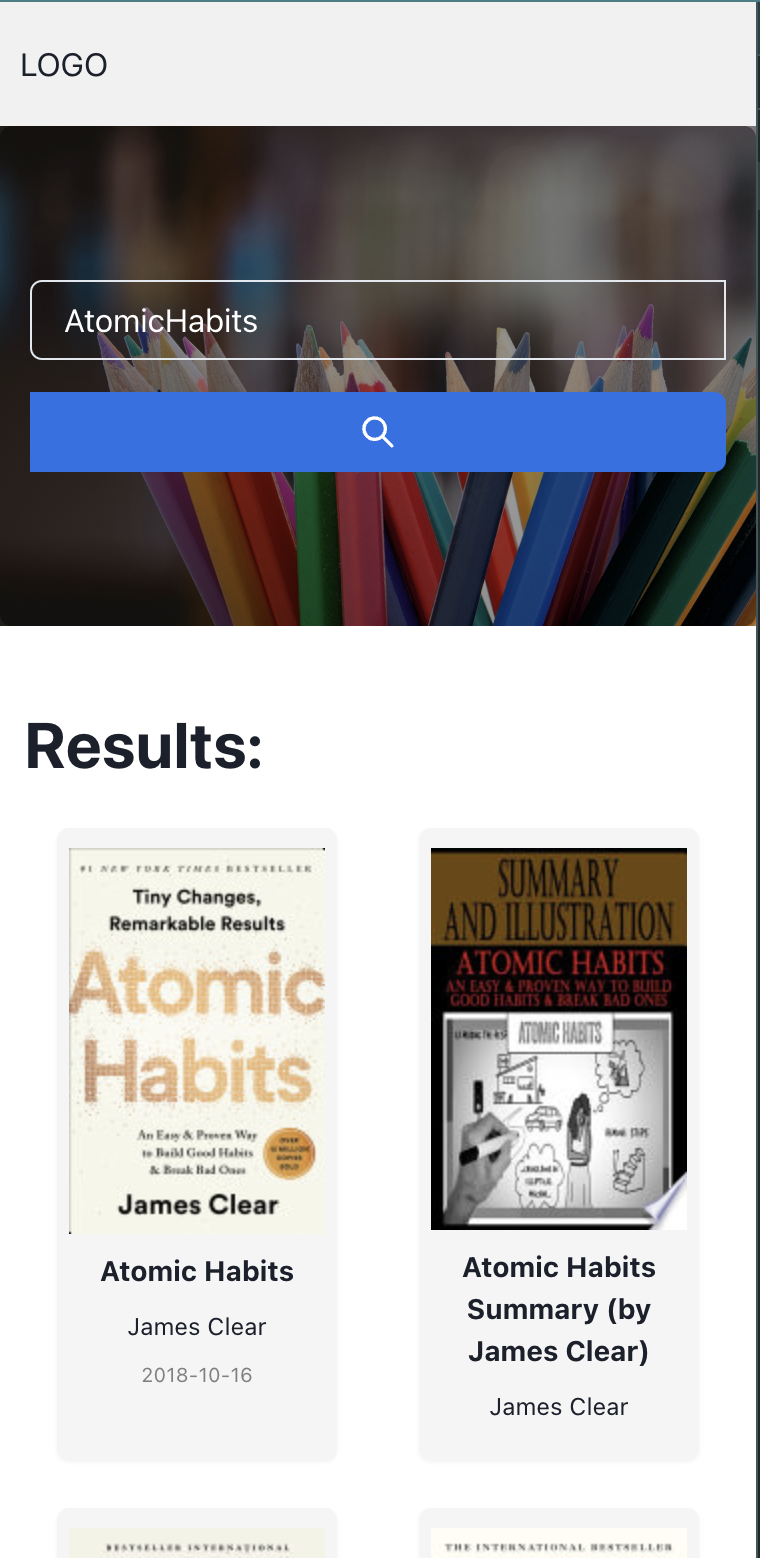 LOGO
AtomicHabits
Results:
#1 NEW YORK TIMES BESTSELLER
Tiny Changes,
Remarkable Results
Atomic
Habits
An Easy & Proven Way
to Build Good Habits
& Break Bad Ones
OVER
COPIES
SOLD
James Clear
Atomic Habits
James Clear
2018-10-16
SUMMARY
AND ILLUSTRATION
ATOMIC HABITS
AN EASY & PROVEN WAY TO BUILD
GOOD HABITS & BREAK BAD ONES
ATOMIC HABITS
Atomic Habits
Summary (by
James Clear)
James Clear
BESTSELLER INTERNATIONAL
THE INTERNATIONAL BESTSELLER